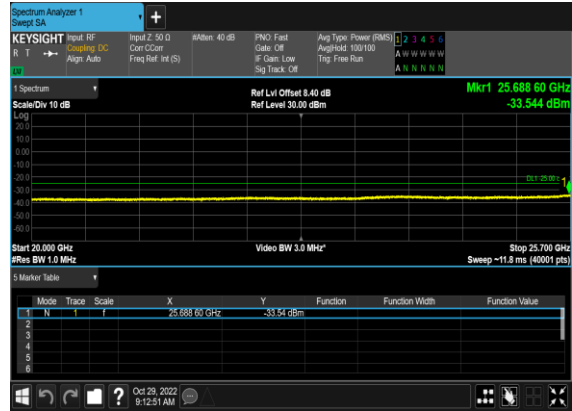 Spectrum Analyzer 1
Swept SA
+
KEYSIGHT Input: RF Input Z: 50 Ω #Atten: 40 dB PNO: Fast Avg Type: Power (RMS) 1 2 3 4 5 6
R T Coupling: DC Corr CCorr Gate: Off Avg|Hold: 100/100 A W W W W W
Align: Auto Freq Ref: Int (S) IF Gain: Low Trig: Free Run
Sig Track: Off A N N N N N
1 Spectrum Ref Lvl Offset 8.40 dB Mkr1 25.688 60 GHz
Scale/Div 10 dB Ref Level 30.00 dBm -33.544 dBm
Log
20.0
10.0
0.00
-10.0
-20.0 DL1 -25.00 1
-30.0
-40.0
-50.0
-60.0
Start 20.000 GHz Video BW 3.0 MHz* Stop 25.700 GHz
#Res BW 1.0 MHz Sweep ~11.8 ms (40001 pts)
5 Marker Table
Mode Trace Scale X Y Function Function Width Function Value
1 N 1 f 25.688 60 GHz -33.54 dBm
2
3
4
5
6
? Oct 29, 2022
9:12:51 AM